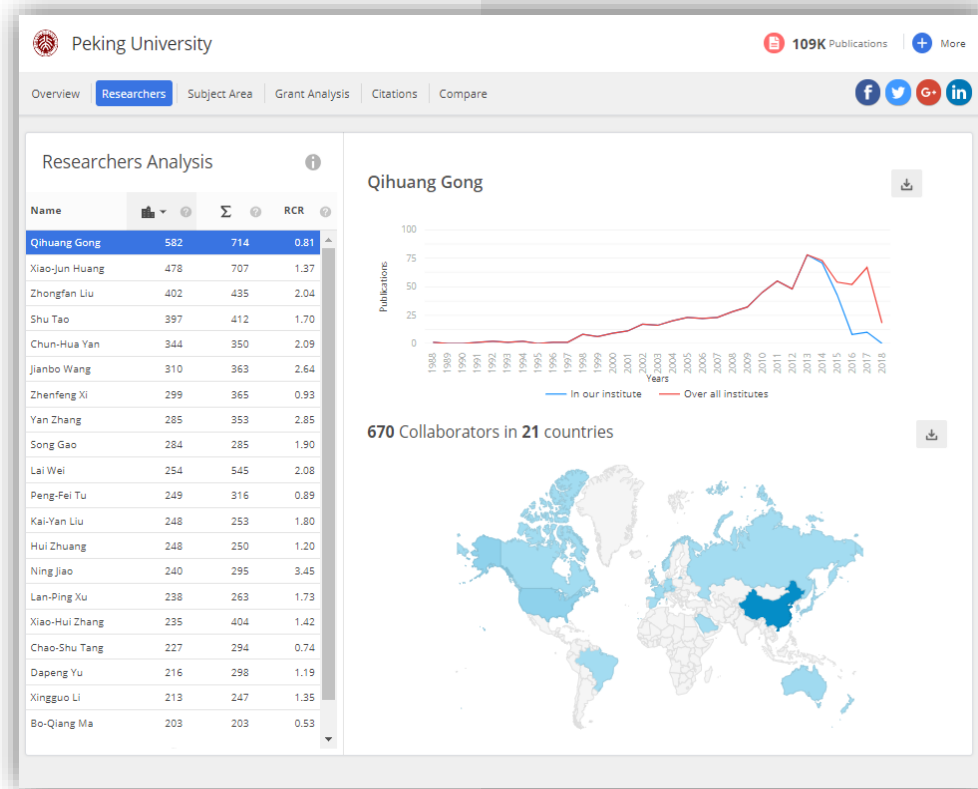 Peking University
109K Publications
More
Overview Researchers Subject Area Grant Analysis Citations Compare
Researchers Analysis
Name Σ RCR
Qihuang Gong 582 714 0.81
Xiao-Jun Huang 478 707 1.37
Zhongfan Liu 402 435 2.04
Shu Tao 397 412 1.70
Chun-Hua Yan 344 350 2.09
Jianbo Wang 310 363 2.64
Zhenfeng Xi 299 365 0.93
Yan Zhang 285 353 2.85
Song Gao 284 285 1.90
Lai Wei 254 545 2.08
Peng-Fei Tu 249 316 0.89
Kai-Yan Liu 248 253 1.80
Hui Zhuang 248 250 1.20
Ning Jiao 240 295 3.45
Lan-Ping Xu 238 263 1.73
Xiao-Hui Zhang 235 404 1.42
Chao-Shu Tang 227 294 0.74
Dapeng Yu 216 298 1.19
Xingguo Li 213 247 1.35
Bo-Qiang Ma 203 203 0.53
Qihuang Gong
Publications
100
75
50
25
0
1988 1989 1990 1991 1992 1993 1994 1995 1996 1997 1998 1999 2000 2001 2002 2003 2004 2005 2006 2007 2008 2009 2010 2011 2012 2013 2014 2015 2016 2017 2018
Years
In our institute Over all institutes
670 Collaborators in 21 countries